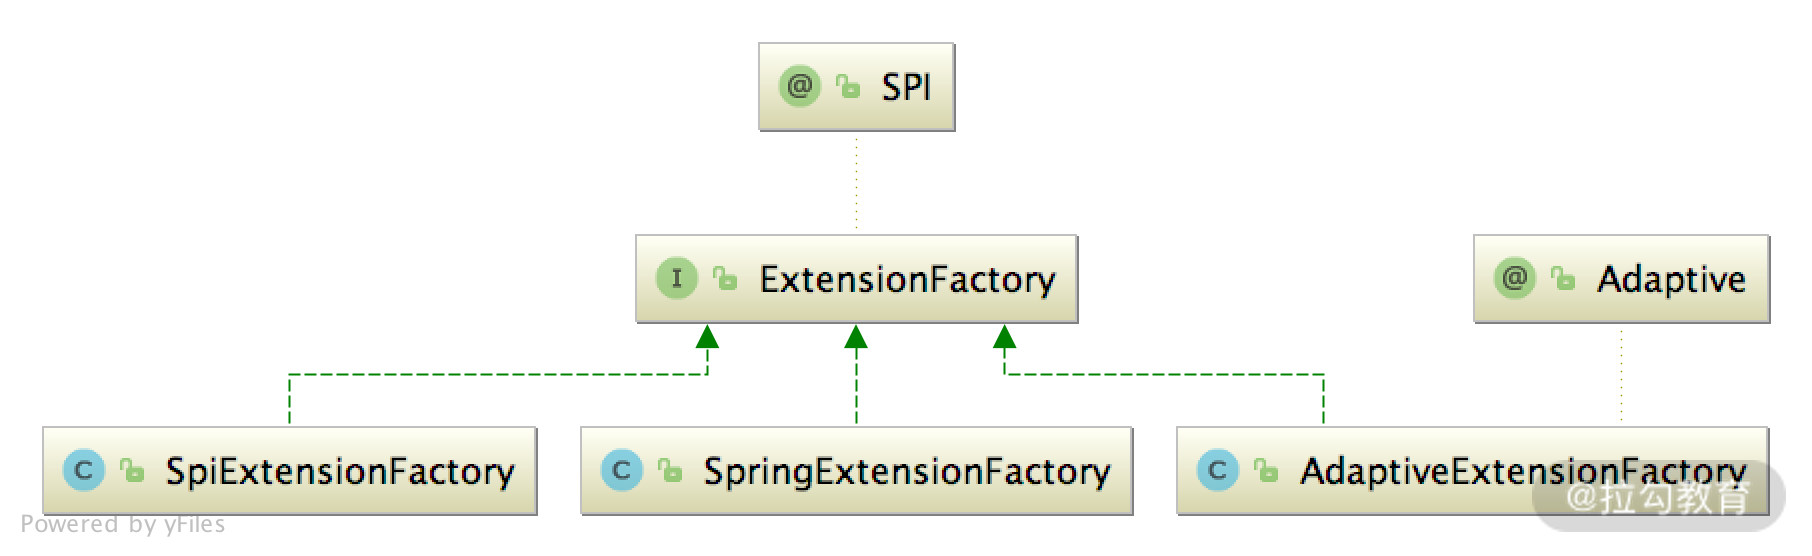 @ SPI
I ExtensionFactory
@ Adaptive
C SpiExtensionFactory
C SpringExtensionFactory
C AdaptiveExtensionFactory
@拉勾教育
Powered by yFiles